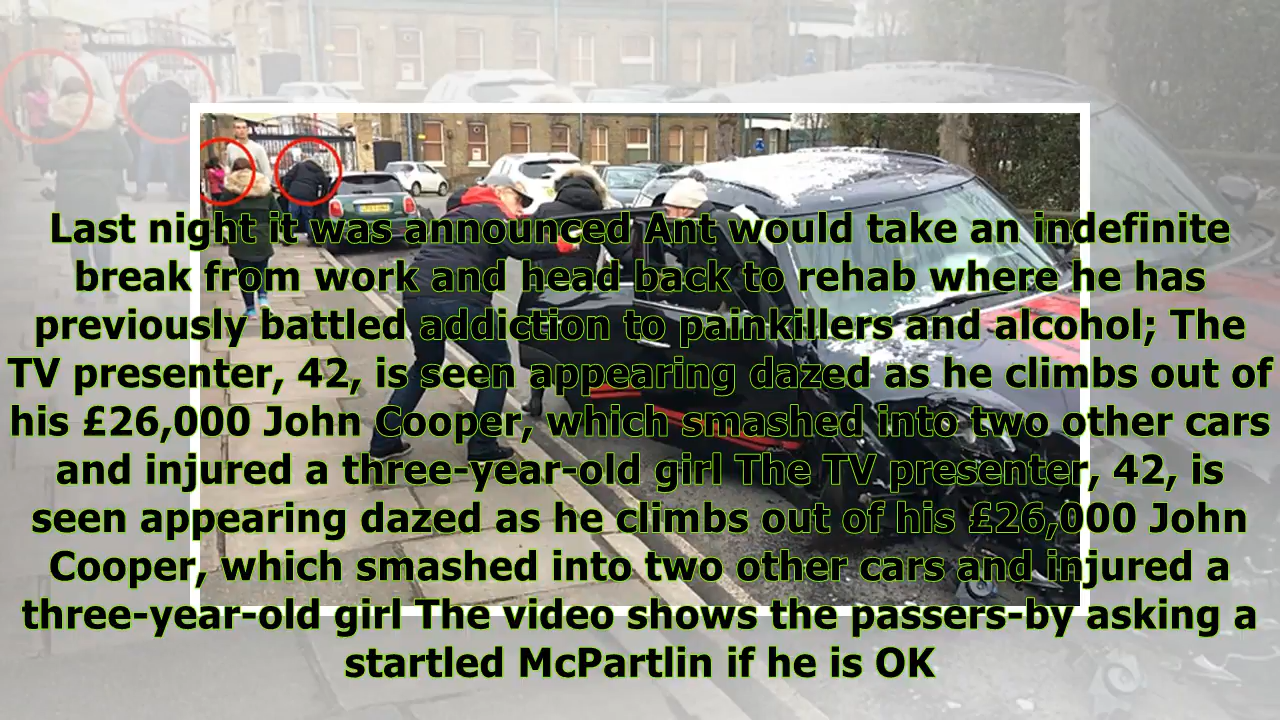 Last night it was announced Ant would take an indefinite
break from work and head back to rehab where he has
previously battled addiction to painkillers and alcohol; The
TV presenter, 42, is seen appearing dazed as he climbs out of
his £26,000 John Cooper, which smashed into two other cars
and injured a three-year-old girl The TV presenter, 42, is
seen appearing dazed as he climbs out of his £26,000 John
Cooper, which smashed into two other cars and injured a
three-year-old girl The video shows the passers-by asking a
startled McPartlin if he is OK